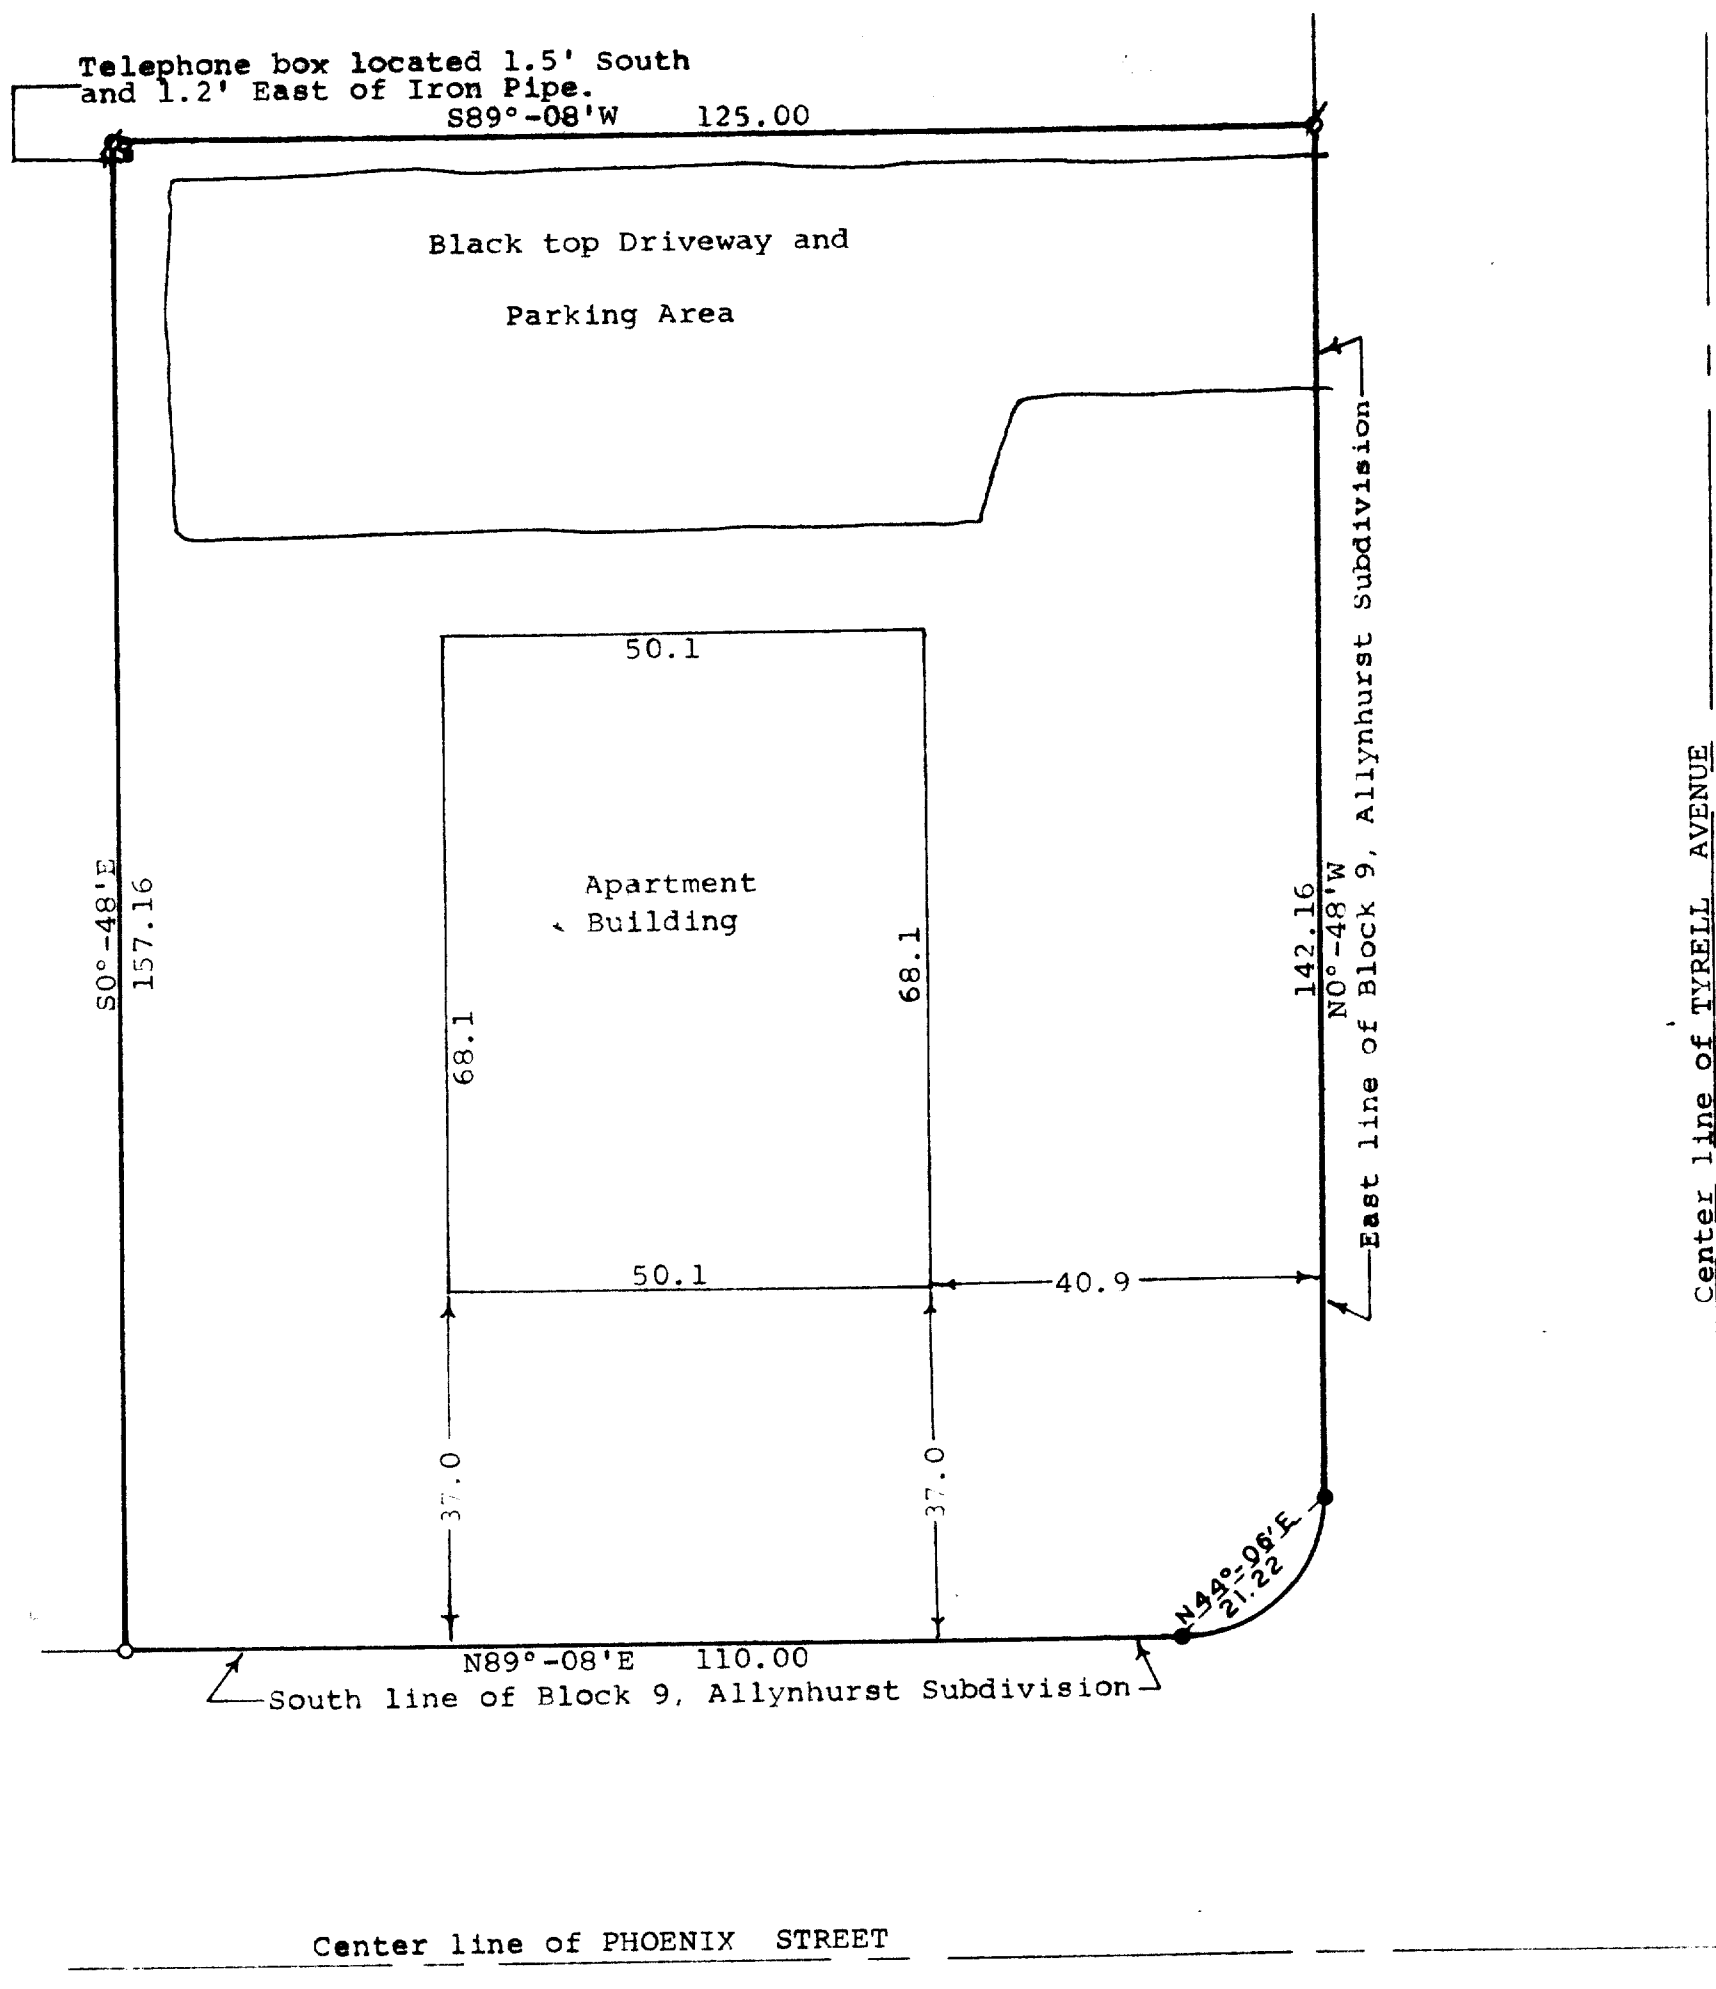 Telephone box located 1.5' South
and 1.2' East of Iron Pipe.
S89°-08'W 125.00
Black top Driveway and
Parking Area
50.1
Apartment
Building
68.1
68.1
S0°-48'E
157.16
142.16
N0°-48'W
East line of Block 9, Allynhurst Subdivision
Center line of TYRELL AVENUE
50.1
40.9
37.0
37.0
N44°-06'E
21.22
N89°-08'E 110.00
South line of Block 9, Allynhurst Subdivision
Center line of PHOENIX STREET